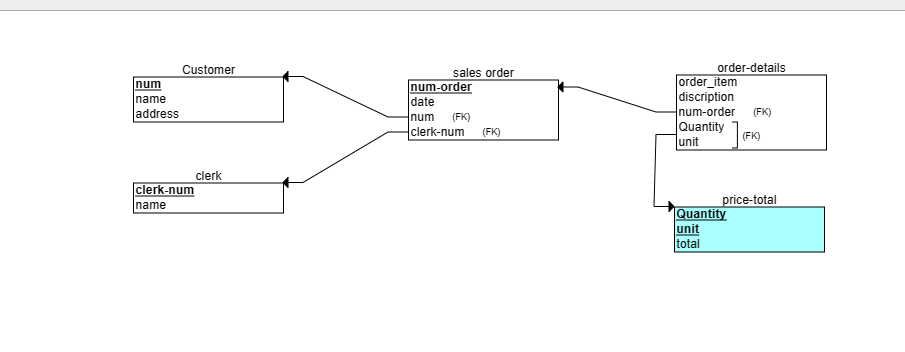 Customer
num
name
address
clerk
clerk-num
name
sales order
num-order
date
num (FK)
clerk-num (FK)
order-details
order_item
discription
num-order (FK)
Quantity
unit
(FK)
price-total
Quantity
unit
total